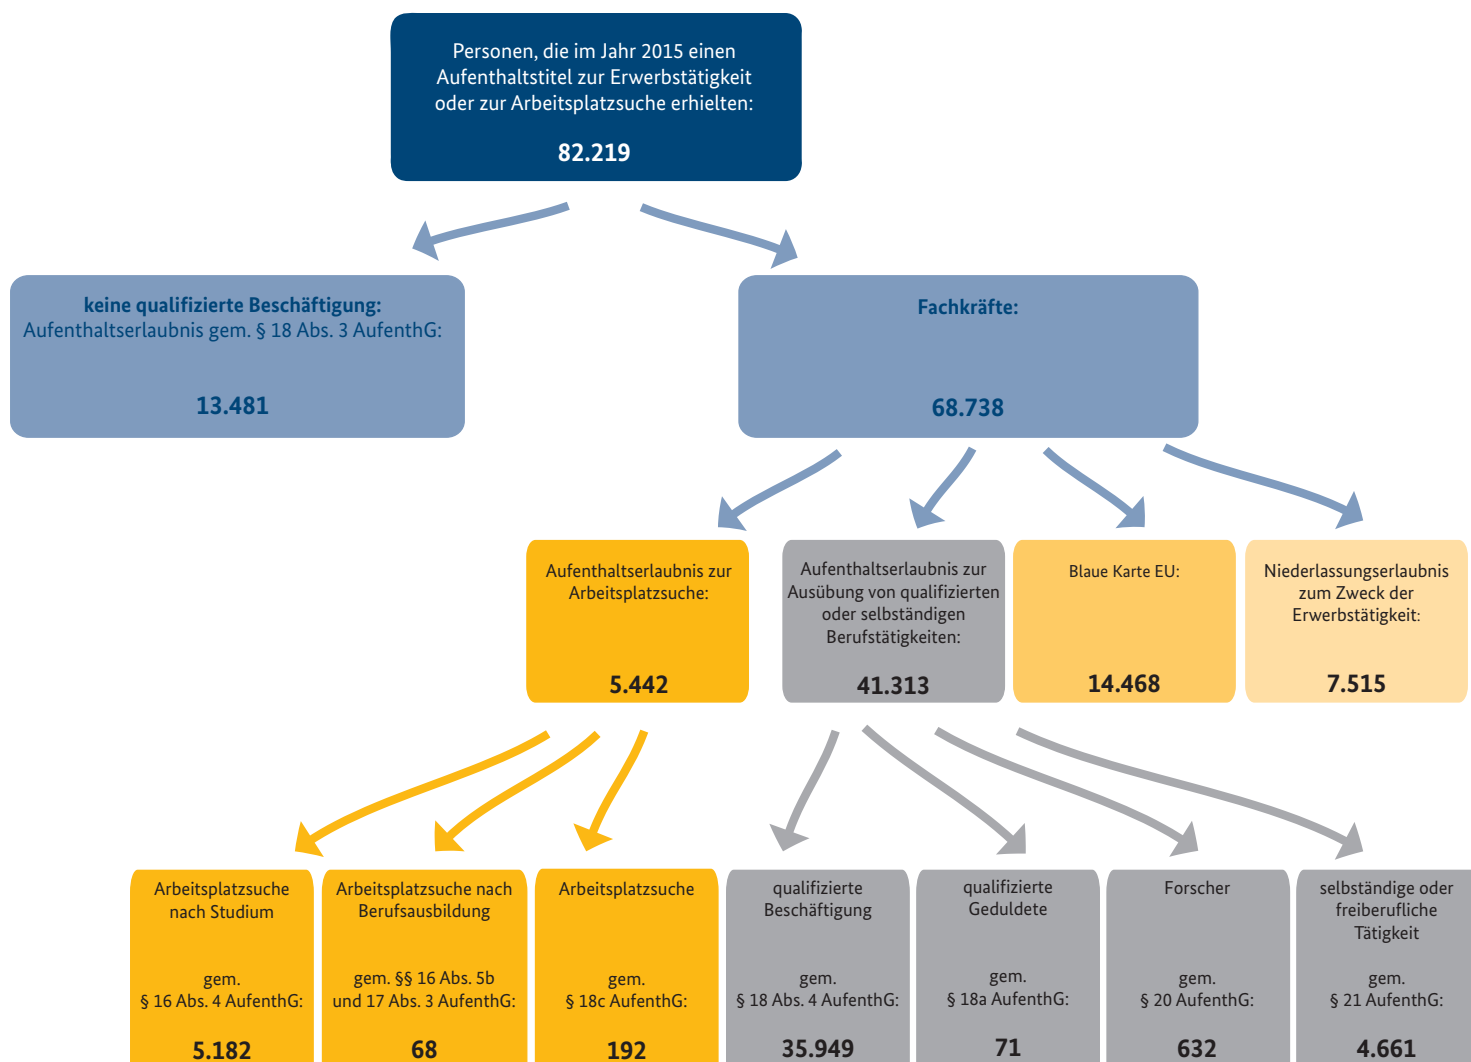 Personen, die im Jahr 2015 einen
Aufenthaltstitel zur Erwerbstätigkeit
oder zur Arbeitsplatzsuche erhielten:
82.219
keine qualifizierte Beschäftigung:
Aufenthaltserlaubnis gem. § 18 Abs. 3 AufenthG:
13.481
Fachkräfte:
68.738
Aufenthaltserlaubnis zur
Arbeitsplatzsuche:
5.442
Aufenthaltserlaubnis zur
Ausübung von qualifizierten
oder selbständigen
Berufstätigkeiten:
41.313
Blaue Karte EU:
14.468
Niederlassungserlaubnis
zum Zweck der
Erwerbstätigkeit:
7.515
Arbeitsplatzsuche
nach Studium
gem.
§ 16 Abs. 4 AufenthG:
5.182
Arbeitsplatzsuche nach
Berufsausbildung
gem. §§ 16 Abs. 5b
und 17 Abs. 3 AufenthG:
68
Arbeitsplatzsuche
gem.
§ 18c AufenthG:
192
qualifizierte
Beschäftigung
gem.
§ 18 Abs. 4 AufenthG:
35.949
qualifizierte
Geduldete
gem.
§ 18a AufenthG:
71
Forscher
gem.
§ 20 AufenthG:
632
selbständige oder
freiberufliche
Tätigkeit
gem.
§ 21 AufenthG:
4.661